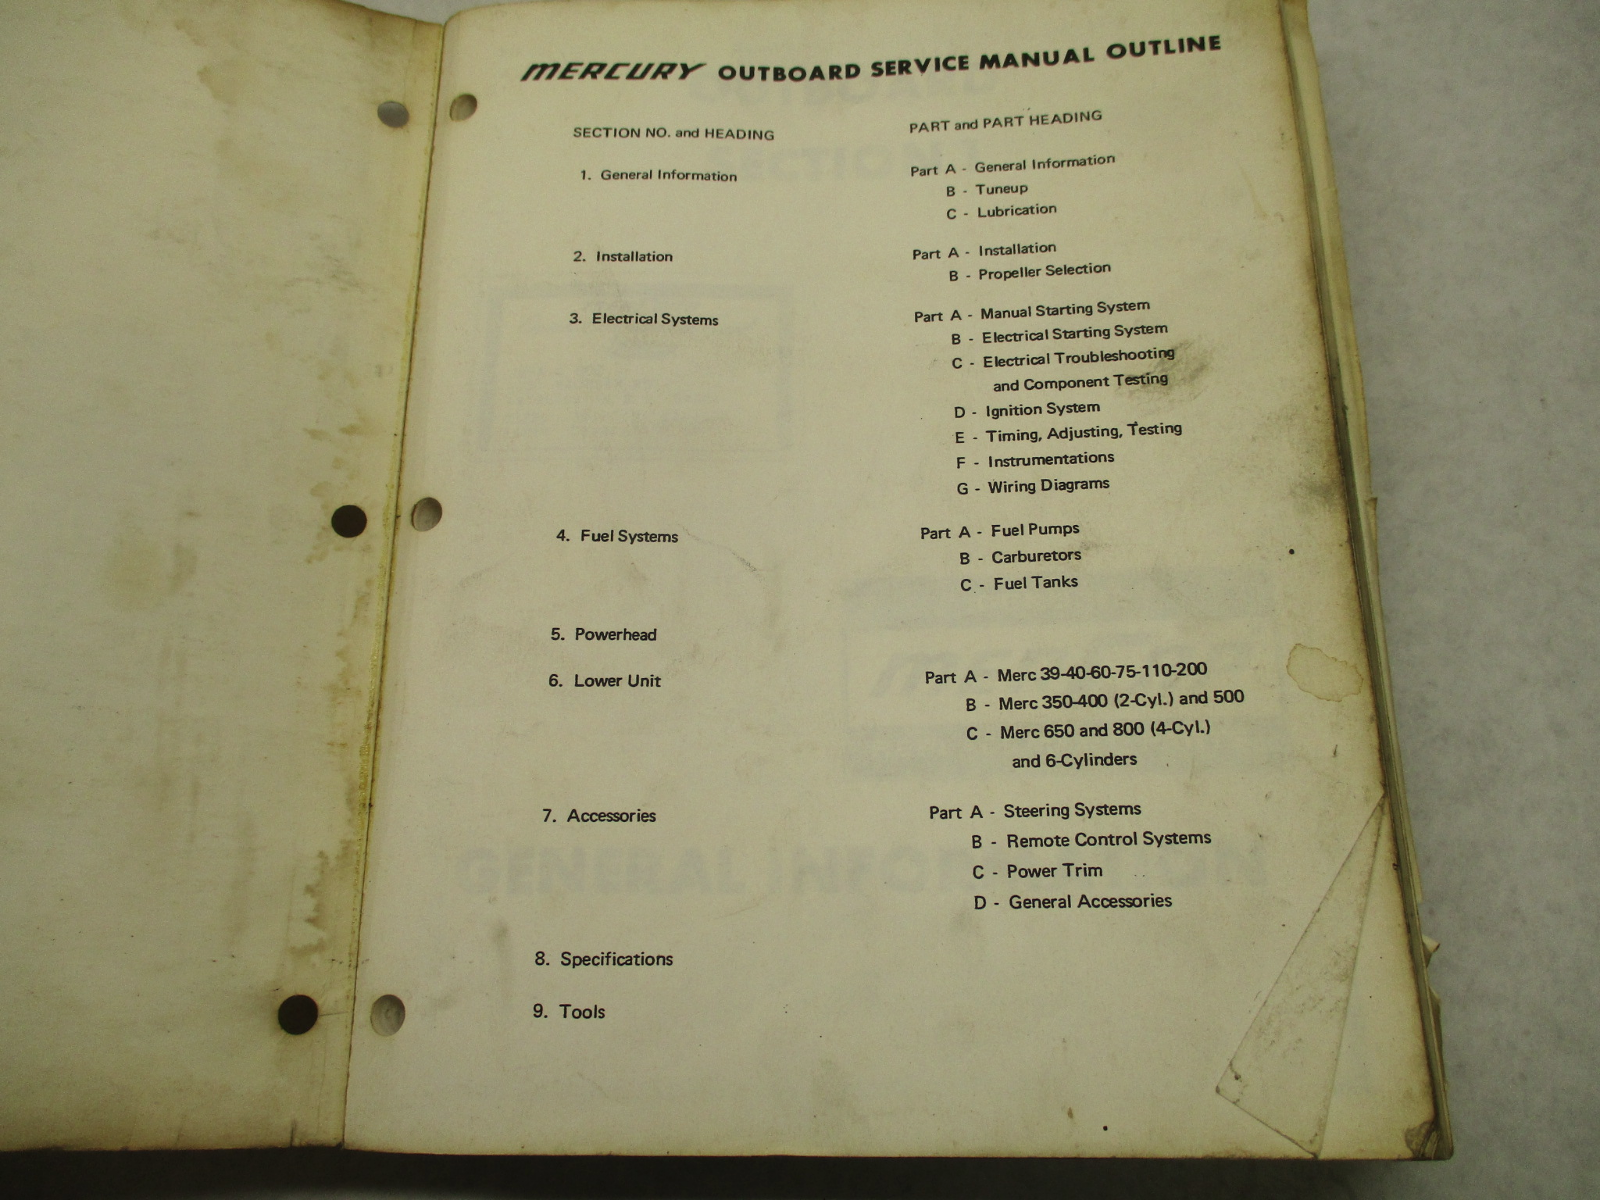 MERCURY OUTBOARD SERVICE MANUAL OUTLINE
SECTION NO. and HEADING
PART and PART HEADING
1. General Information
Part A - General Information
B - Tuneup
C - Lubrication
2. Installation
Part A - Installation
B - Propeller Selection
3. Electrical Systems
Part A - Manual Starting System
B - Electrical Starting System
C - Electrical Troubleshooting
and Component Testing
D - Ignition System
E - Timing, Adjusting, Testing
F - Instrumentations
G - Wiring Diagrams
4. Fuel Systems
Part A - Fuel Pumps
B - Carburetors
C - Fuel Tanks
5. Powerhead
6. Lower Unit
Part A - Merc 39-40-60-75-110-200
B - Merc 350-400 (2-Cyl.) and 500
C - Merc 650 and 800 (4-Cyl.)
and 6-Cylinders
7. Accessories
Part A - Steering Systems
B - Remote Control Systems
C - Power Trim
D - General Accessories
8. Specifications
9. Tools